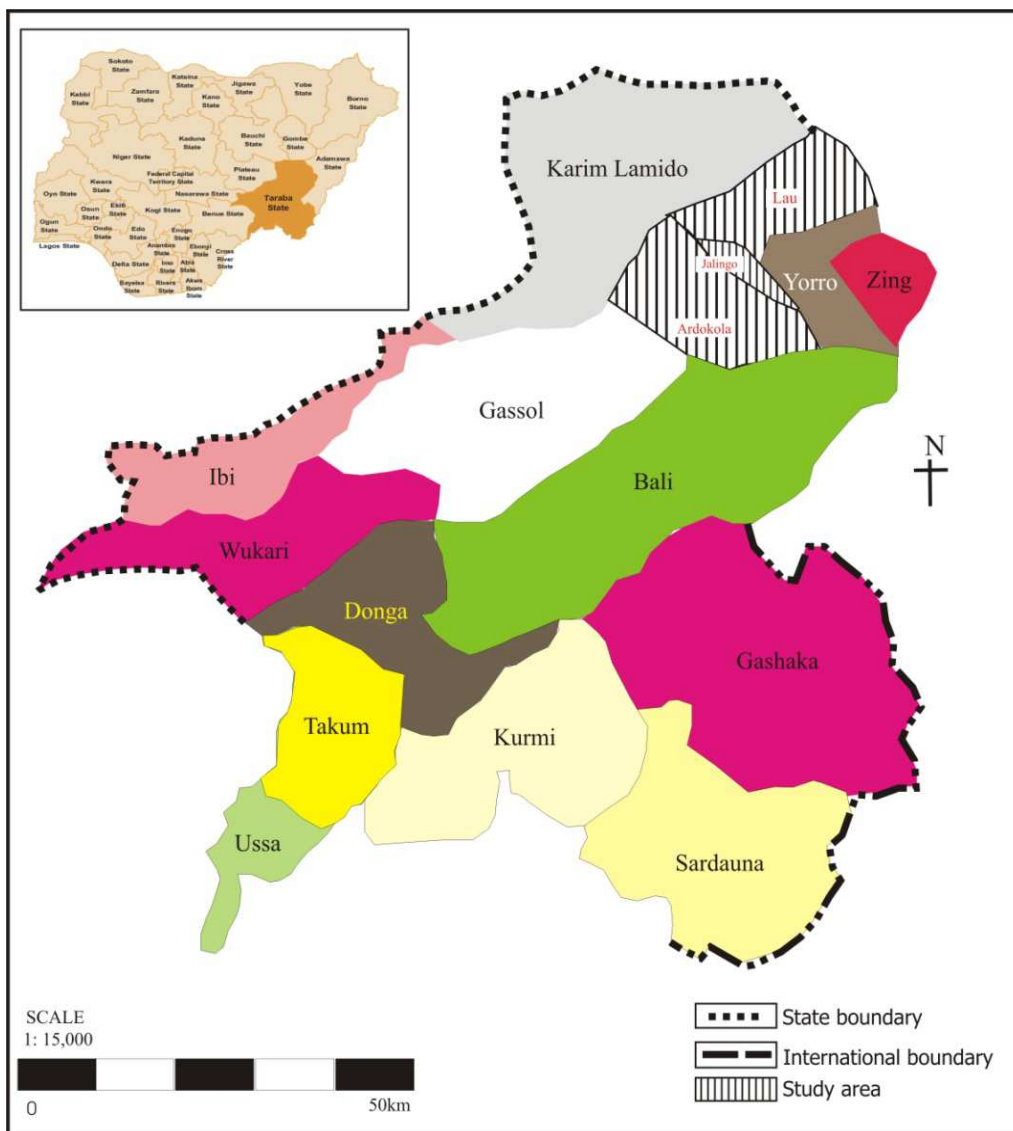 Sokoto
State
Katsina
State
Jigawa
State
Yobe
State
Borno
State
Kebbi
State
Zamfara
State
Kano
State
Kaduna
State
Bauchi
State
Gombe
State
Adamawa
State
Niger State
Plateau
State
Federal Capital
Territory State
Nasarawa State
Taraba
State
Kwara
State
Oyo State
Osun
State
Ekiti
State
Kogi State
Benue State
Ogun
State
Ondo
State
Edo
State
Enugu
State
Lagos State
Anambra
State
Ebonyi
State
Cross
River
State
Delta State
Imo
State
Abia
State
Bayelsa
State
Rivers
State
Akwa
Ibom
State
Karim Lamido
Lau
Jalingo
Yorro
Zing
Ardokola
Gassol
Ibi
Bali
N
Wukari
Donga
Gashaka
Takum
Kurmi
Ussa
Sardauna
SCALE
1: 15,000
0
50km
State boundary
International boundary
Study area